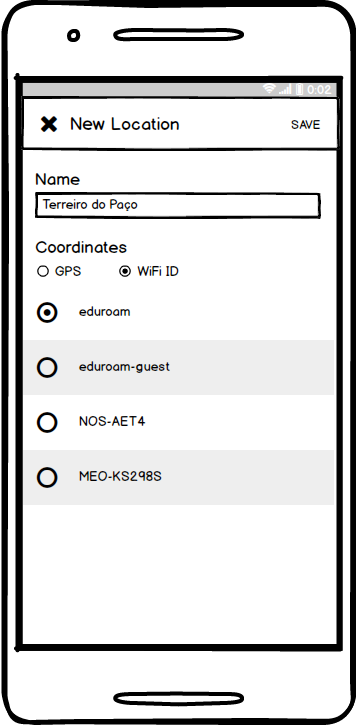 0:02
New Location SAVE
Name
Terreiro do Paço
Coordinates
GPS WiFi ID
eduroam
eduroam-guest
NOS-AET4
MEO-KS298S